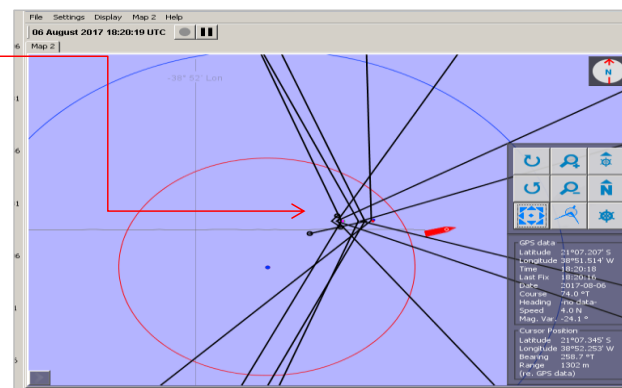 File Settings Display Map 2 Help
06 August 2017 18:20:19 UTC
Map 2
-38°52' Lon
N
N
GPS data
Latitude 21°07.207' S
Longitude 38°51.514' W
Time 18:20:18
Last Fix 18:20:16
Date 2017-08-06
Course 74.0 °T
Heading -no data-
Speed 4.0 N
Mag. Var. -24.1 °
Cursor Position
Latitude 21°07.345' S
Longitude 38°52.253' W
Bearing 258.7 °T
Range 1302 m
(re. GPS data)